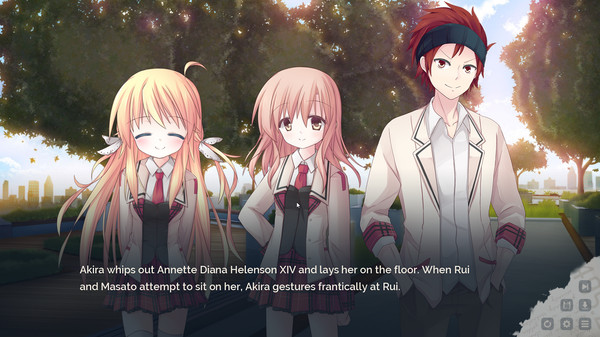 Akira whips out Annette Diana Helenson XIV and lays her on the floor. When Rui
and Masato attempt to sit on her, Akira gestures frantically at Rui.